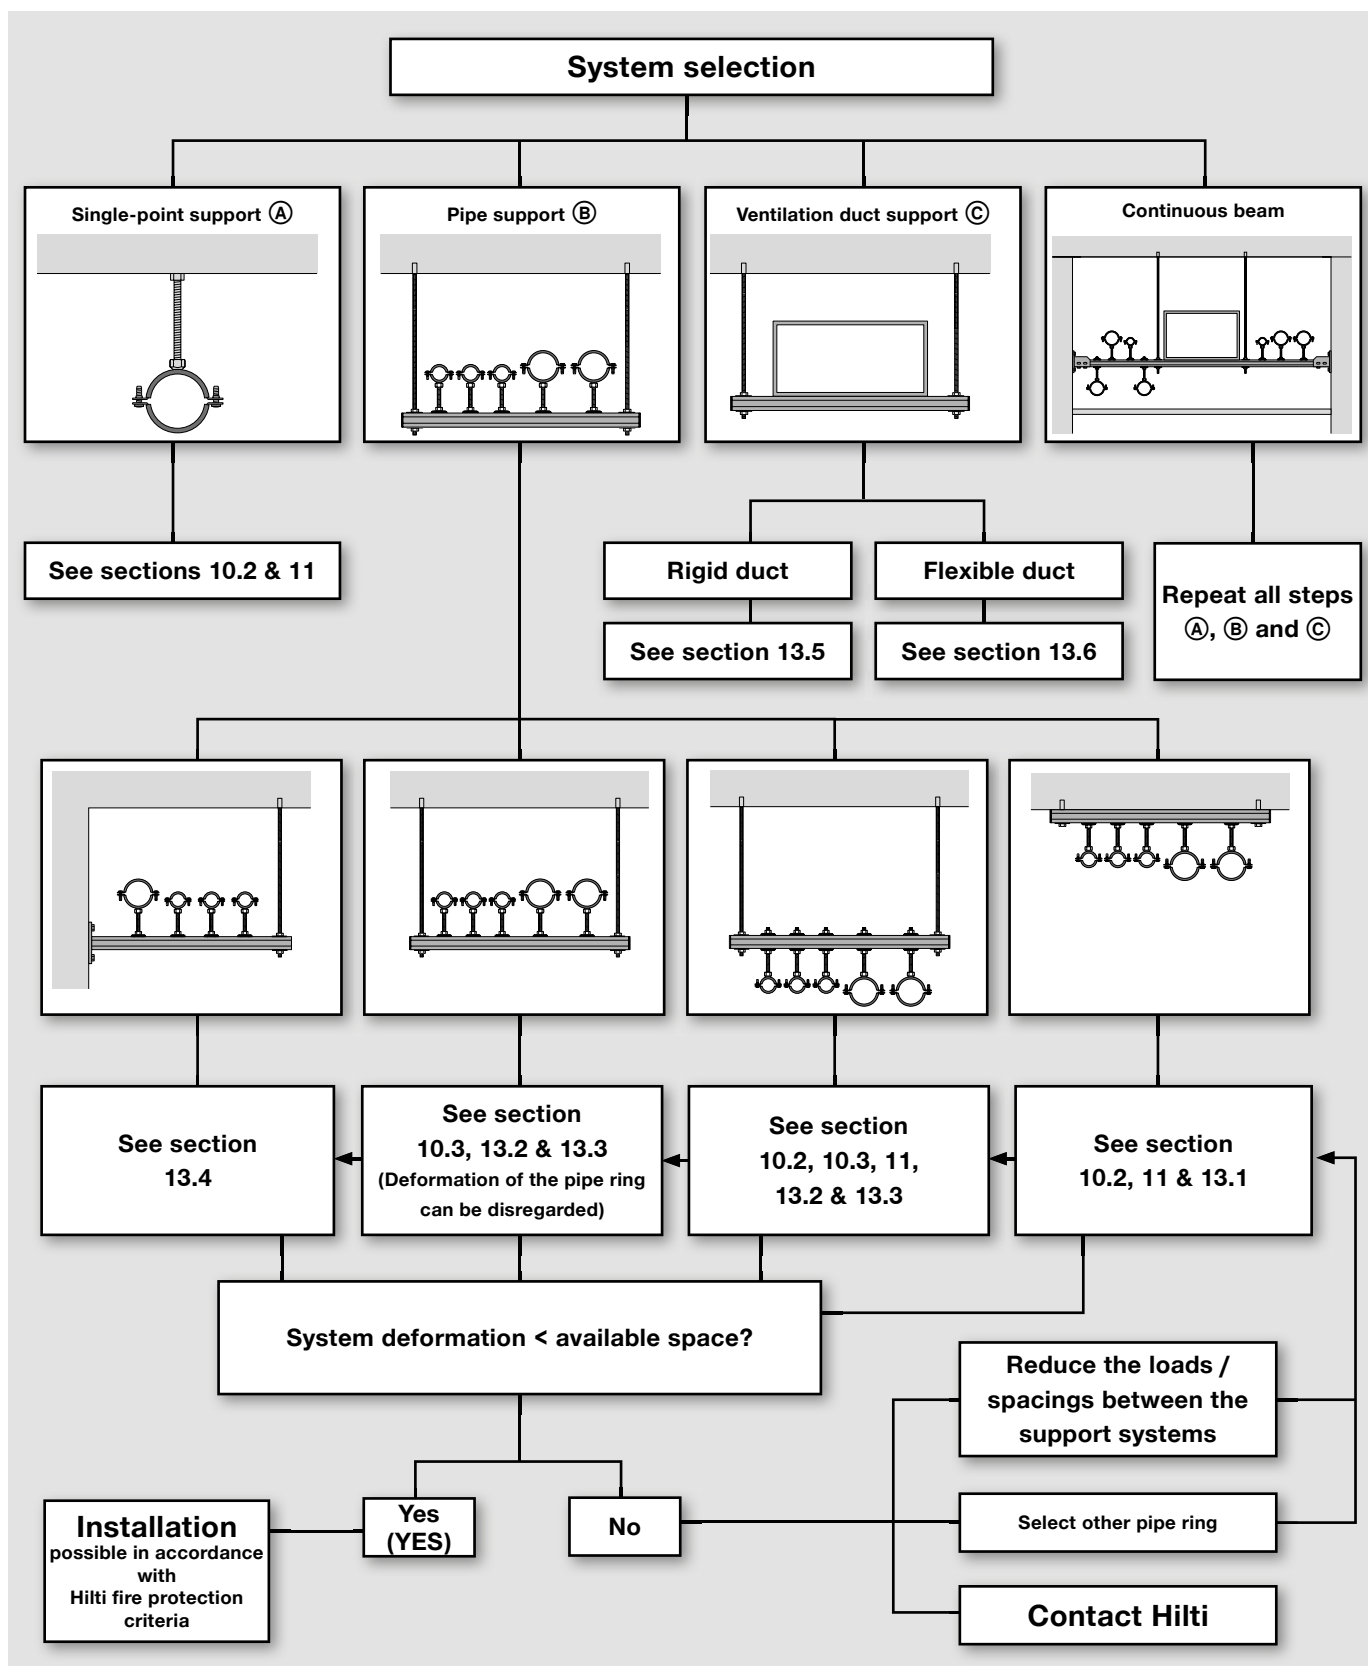 System selection
Single-point support Ⓐ
Pipe support Ⓑ
Ventilation duct support Ⓒ
Continuous beam
See sections 10.2 & 11
Rigid duct
Flexible duct
See section 13.5
See section 13.6
Repeat all steps
Ⓐ, Ⓑ and Ⓒ
See section
13.4
See section
10.3, 13.2 & 13.3
(Deformation of the pipe ring
can be disregarded)
See section
10.2, 10.3, 11,
13.2 & 13.3
See section
10.2, 11 & 13.1
System deformation < available space?
Reduce the loads /
spacings between the
support systems
Installation
possible in accordance
with
Hilti fire protection
criteria
Yes
(YES)
No
Select other pipe ring
Contact Hilti